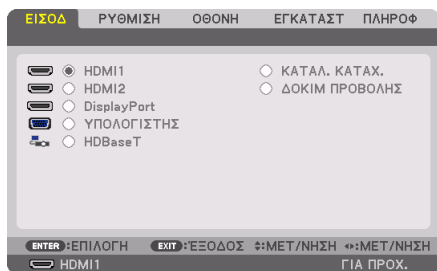 ΕΙΣΟΔ ΡΥΘΜΙΣΗ ΟΘΟΝΗ ΕΓΚΑΤΑΣΤ ΠΛΗΡΟΦ
HDMI1 ΚΑΤΑΛ. ΚΑΤΑΧ.
HDMI2 ΔΟΚΙΜ ΠΡΟΒΟΛΗΣ
DisplayPort
ΥΠΟΛΟΓΙΣΤΗΣ
HDBaseT
ENTER :ΕΠΙΛΟΓΗ EXIT :ΈΞΟΔΟΣ :ΜΕΤ/ΝΗΣΗ :ΜΕΤ/ΝΗΣΗ
HDMI1 ΓΙΑ ΠΡΟΧ.